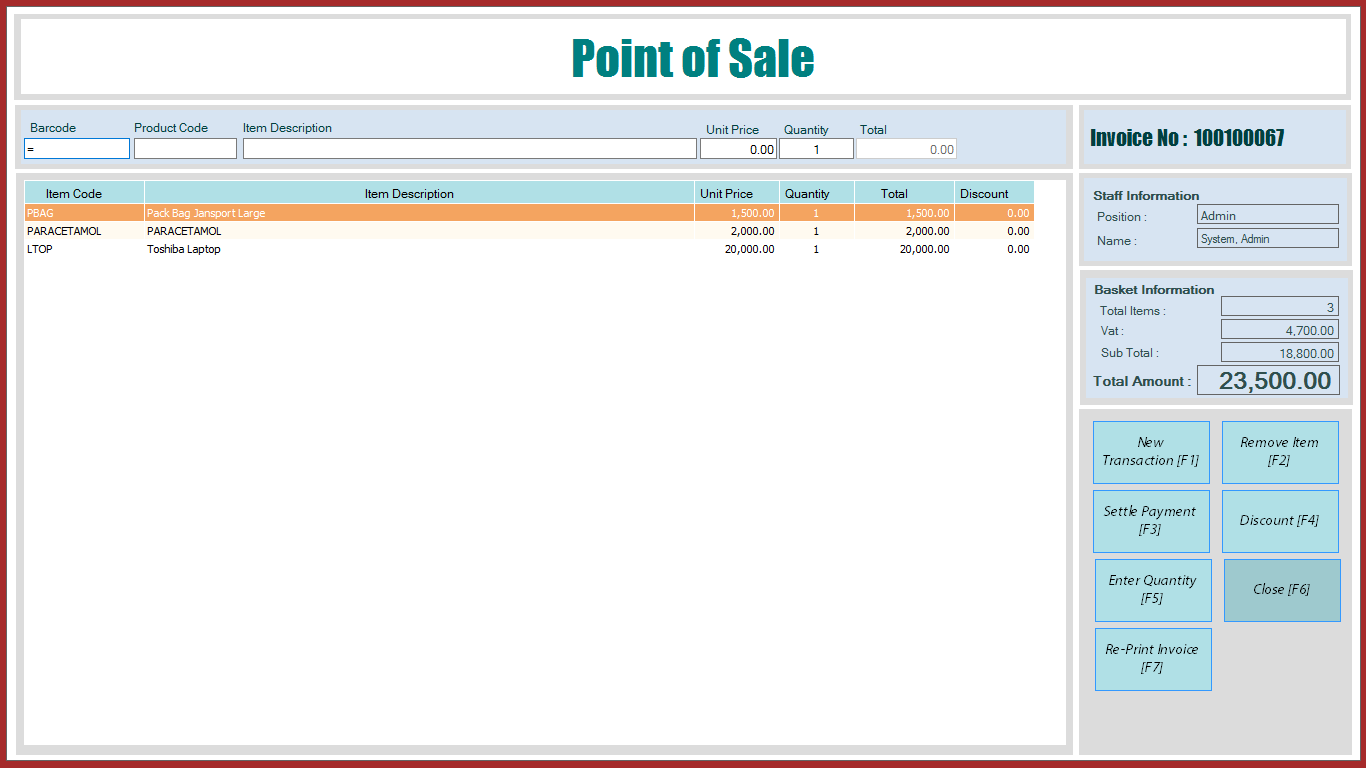 Point of Sale
Barcode Product Code Item Description Unit Price Quantity Total
= 0.00 1 0.00
Invoice No : 100100067
Item Code Item Description Unit Price Quantity Total Discount
PBAG Pack Bag Jansport Large 1,500.00 1 1,500.00 0.00
PARACETAMOL PARACETAMOL 2,000.00 1 2,000.00 0.00
LTOP Toshiba Laptop 20,000.00 1 20,000.00 0.00
Staff Information
Position : Admin
Name : System, Admin
Basket Information
Total Items : 3
Vat : 4,700.00
Sub Total : 18,800.00
Total Amount : 23,500.00
New
Transaction [F1]
Remove Item
[F2]
Settle Payment
[F3]
Discount [F4]
Enter Quantity
[F5]
Close [F6]
Re-Print Invoice
[F7]